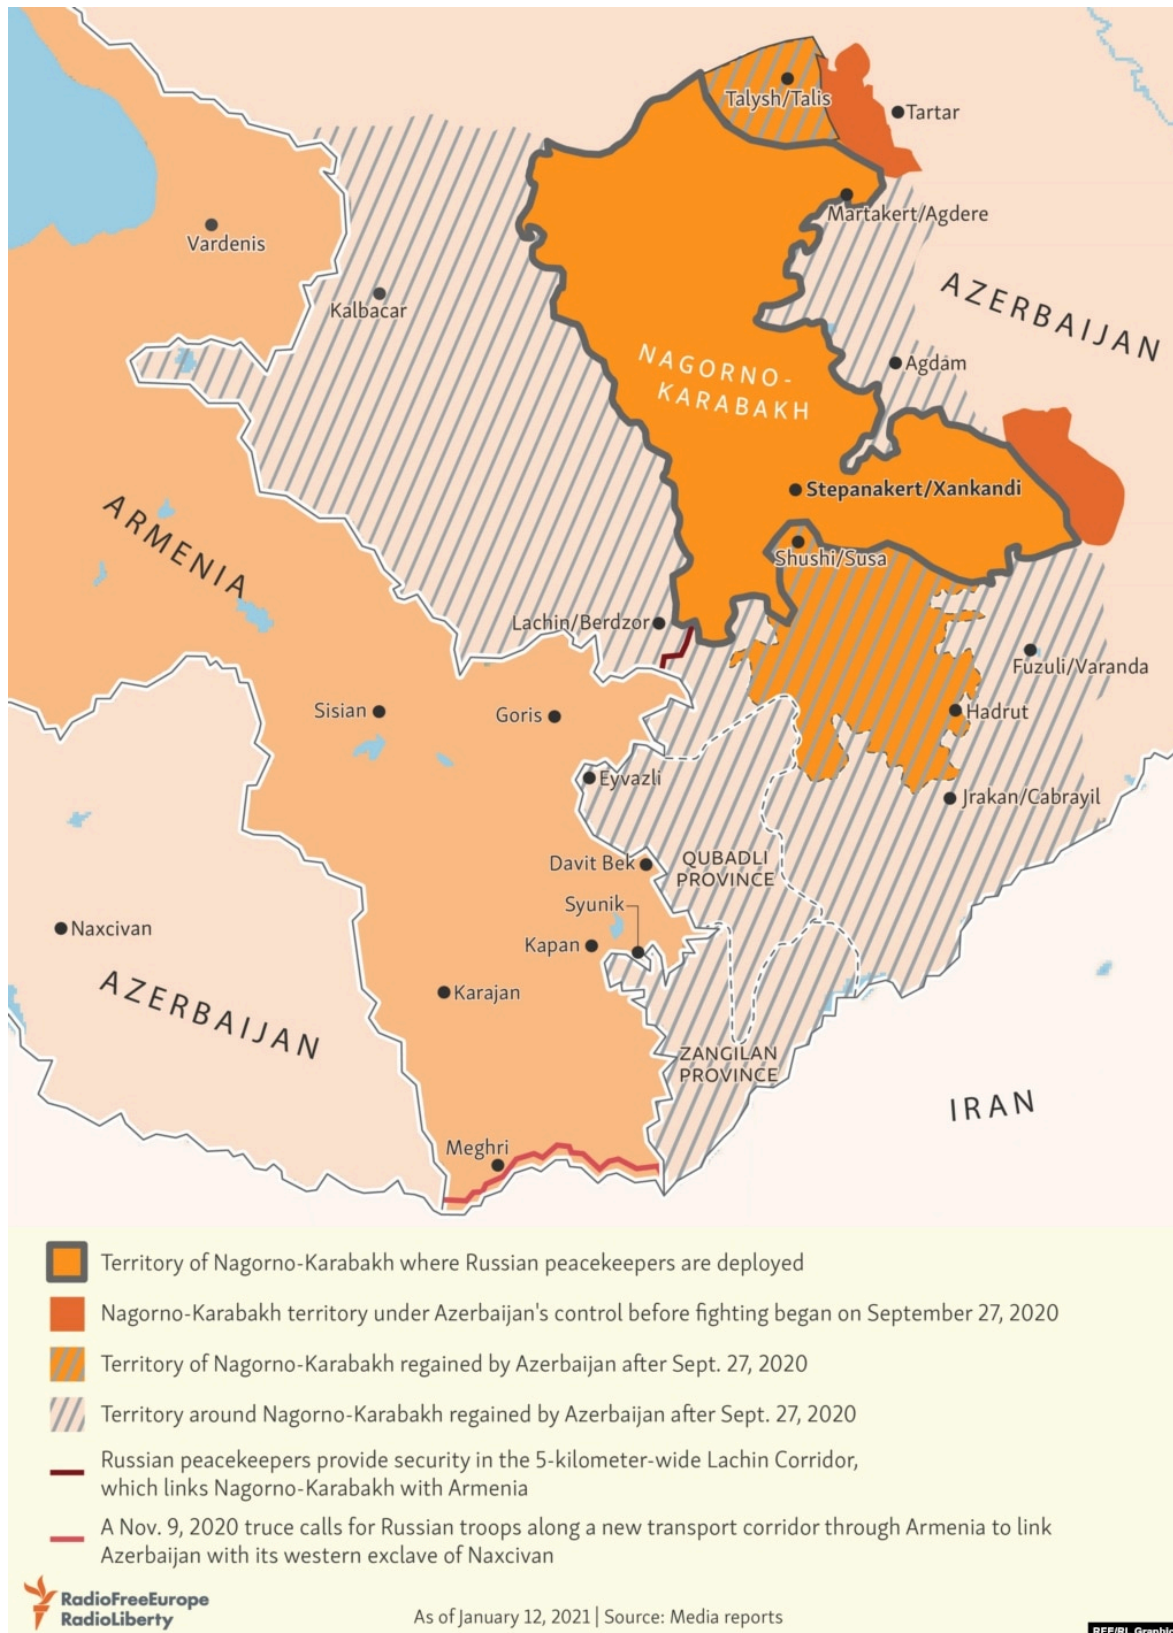 Talysh/Talis
Tartar
Martakert/Agdere
Vardenis
Kalbacar
AZERBAIJAN
Agdam
NAGORNO-
KARABAKH
Stepanakert/Xankandi
ARMENIA
Shushi/Susa
Lachin/Berdzor
Fuzuli/Varanda
Sisian
Goris
Hadrut
Eyvazli
Jrakan/Cabrayil
Davit Bek
QUBADLI
PROVINCE
Syunik
Naxcivan
Kapan
AZERBAIJAN
Karajan
ZANGILAN
PROVINCE
IRAN
Meghri
Territory of Nagorno-Karabakh where Russian peacekeepers are deployed
Nagorno-Karabakh territory under Azerbaijan's control before fighting began on September 27, 2020
Territory of Nagorno-Karabakh regained by Azerbaijan after Sept. 27, 2020
Territory around Nagorno-Karabakh regained by Azerbaijan after Sept. 27, 2020
Russian peacekeepers provide security in the 5-kilometer-wide Lachin Corridor,
which links Nagorno-Karabakh with Armenia
A Nov. 9, 2020 truce calls for Russian troops along a new transport corridor through Armenia to link
Azerbaijan with its western exclave of Naxcivan
RadioFreeEurope
RadioLiberty
As of January 12, 2021 | Source: Media reports
RFE/RL Graphic